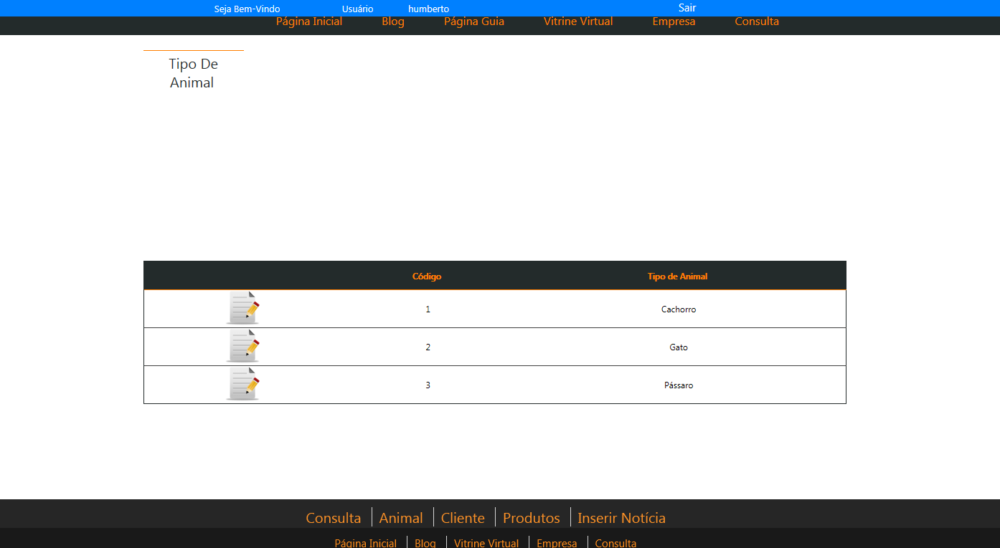 Seja Bem-Vindo Usuário humberto Sair
Página Inicial Blog Página Guia Vitrine Virtual Empresa Consulta
Tipo De
Animal
Código Tipo de Animal
1 Cachorro
2 Gato
3 Pássaro
Consulta Animal Cliente Produtos Inserir Notícia
Página Inicial Blog Vitrine Virtual Empresa Consulta